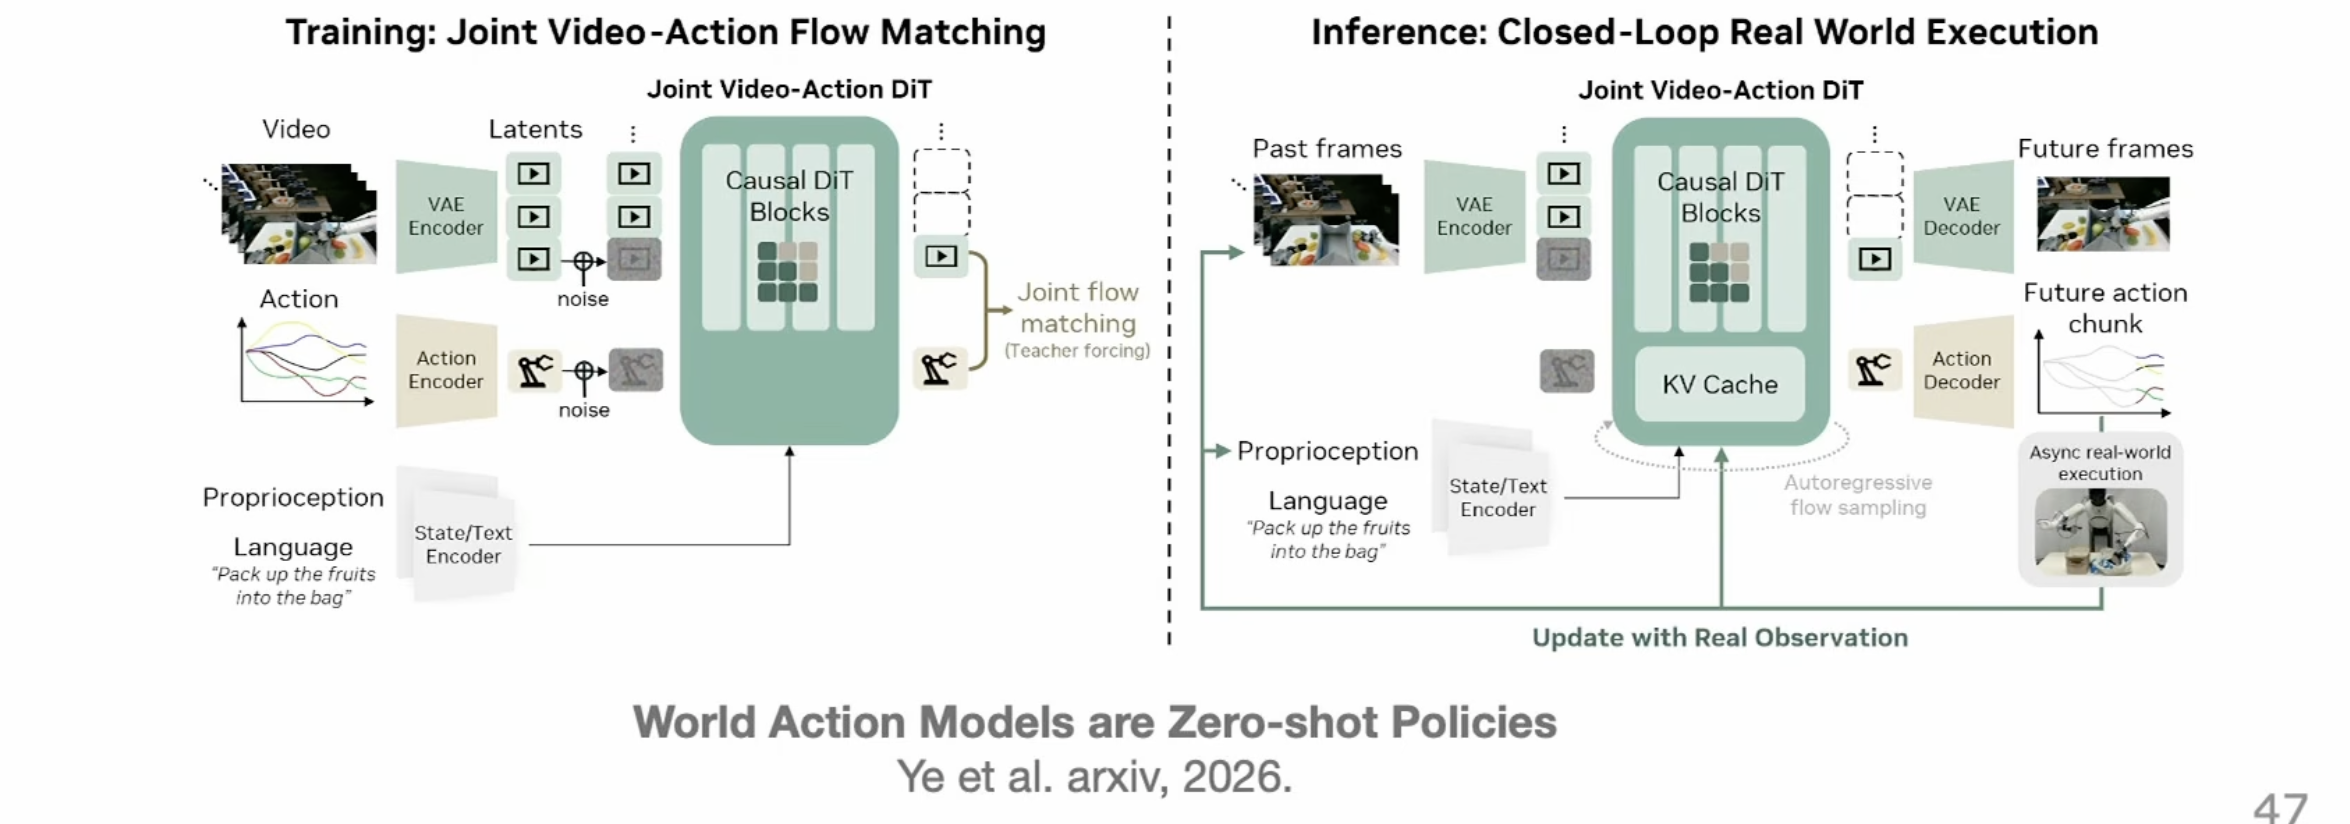 Training: Joint Video-Action Flow Matching
Joint Video-Action DiT
Video
Latents
VAE
Encoder
noise
Causal DiT
Blocks
Action
Action
Encoder
noise
Joint flow
matching
(Teacher forcing)
Proprioception
Language
"Pack up the fruits
into the bag"
State/Text
Encoder
Inference: Closed-Loop Real World Execution
Joint Video-Action DiT
Past frames
VAE
Encoder
Causal DiT
Blocks
KV Cache
VAE
Decoder
Future frames
Future action
chunk
Action
Decoder
Proprioception
Language
"Pack up the fruits
into the bag"
State/Text
Encoder
Autoregressive
flow sampling
Async real-world
execution
Update with Real Observation
World Action Models are Zero-shot Policies
Ye et al. arxiv, 2026.
47